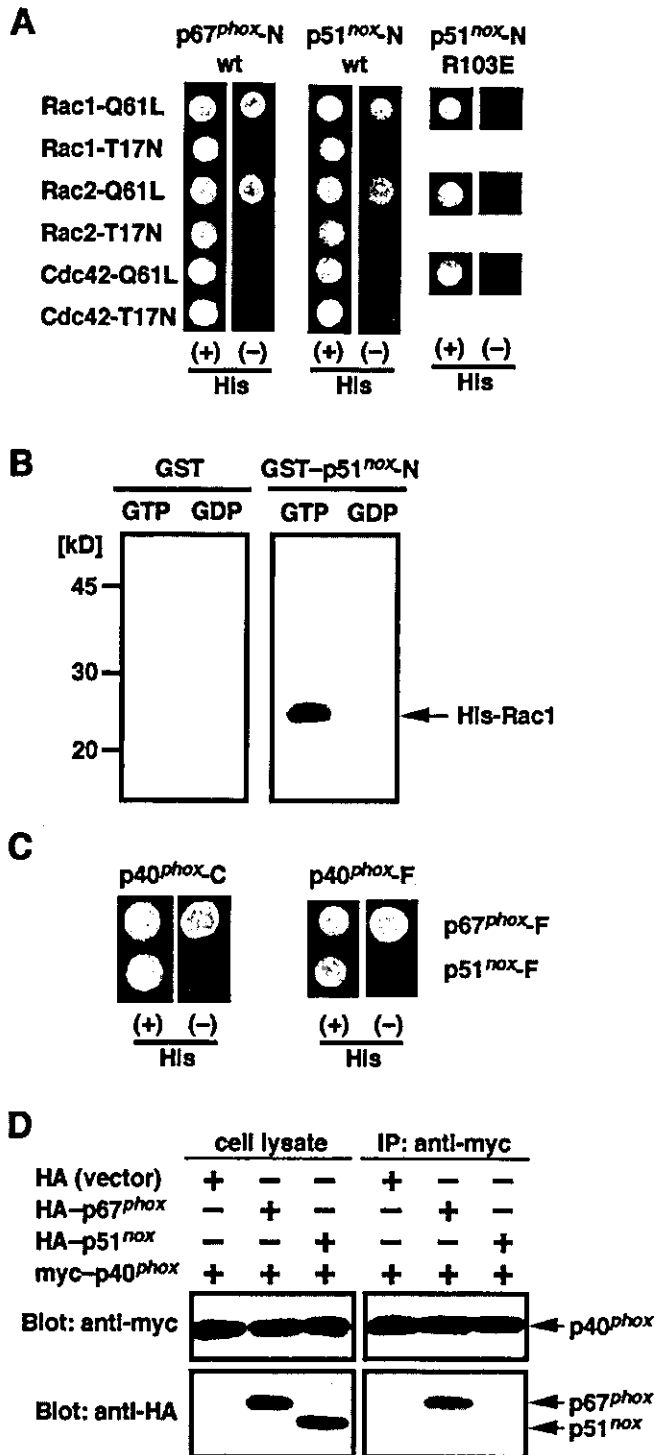 A
p67phox-N p51nox-N p51nox-N
wt wt R103E
Rac1-Q61L
Rac1-T17N
Rac2-Q61L
Rac2-T17N
Cdc42-Q61L
Cdc42-T17N
(+) (−) (+) (−) (+) (−)
His His His
B
GST GST–p51nox-N
GTP GDP GTP GDP
[kD]
45
30
His-Rac1
20
C
p40phox-C p40phox-F
p67phox-F
p51nox-F
(+) (−) (+) (−)
His His
D
cell lysate IP: anti-myc
HA (vector) + − − + − −
HA–p67phox − + − − + −
HA–p51nox − − + − − +
myc–p40phox + + + + + +
Blot: anti-myc p40phox
Blot: anti-HA p67phox
p51nox